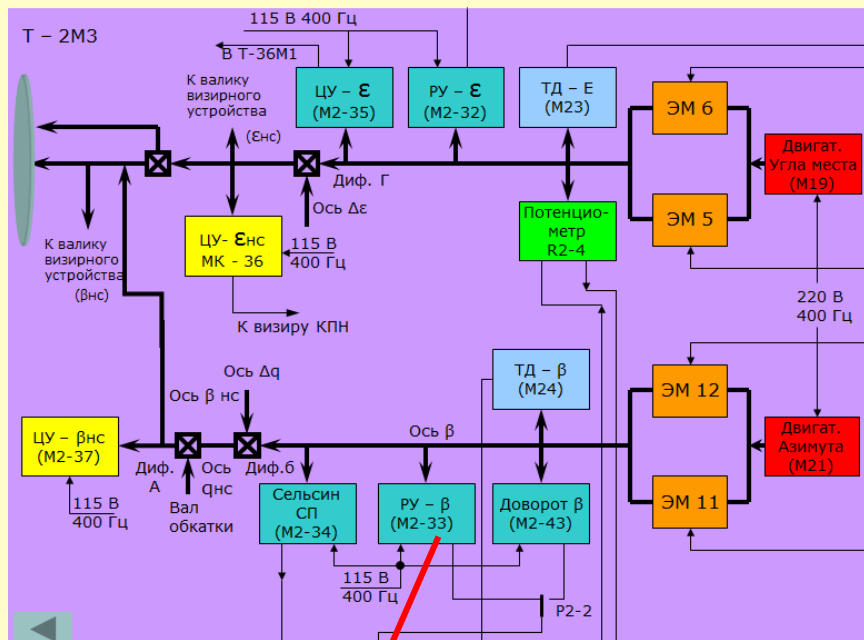 Т – 2М3
115 В 400 Гц
В Т-36М1
К валику
визирного
устройства
(Ɛнс)
ЦУ – Ɛ
(М2-35)
РУ – Ɛ
(М2-32)
ТД – Е
(М23)
ЭМ 6
Двигат.
Угла места
(М19)
Диф. Г
Ось Δε
К валику
визирного
устройства
(βнс)
ЦУ- Ɛнс
МК - 36
115 В
400 Гц
Потенцио-
метр
R2-4
ЭМ 5
К визиру КПН
220 В
400 Гц
Ось Δq
Ось β нс
ТД – β
(М24)
ЭМ 12
ЦУ – βнс
(М2-37)
Ось β
Двигат.
Азимута
(М21)
Диф.
А
Ось
qнс
Диф.б
115 В
400 Гц
Вал
обкатки
Сельсин
СП
(М2-34)
РУ – β
(М2-33)
Доворот β
(М2-43)
ЭМ 11
115 В
400 Гц
Р2-2